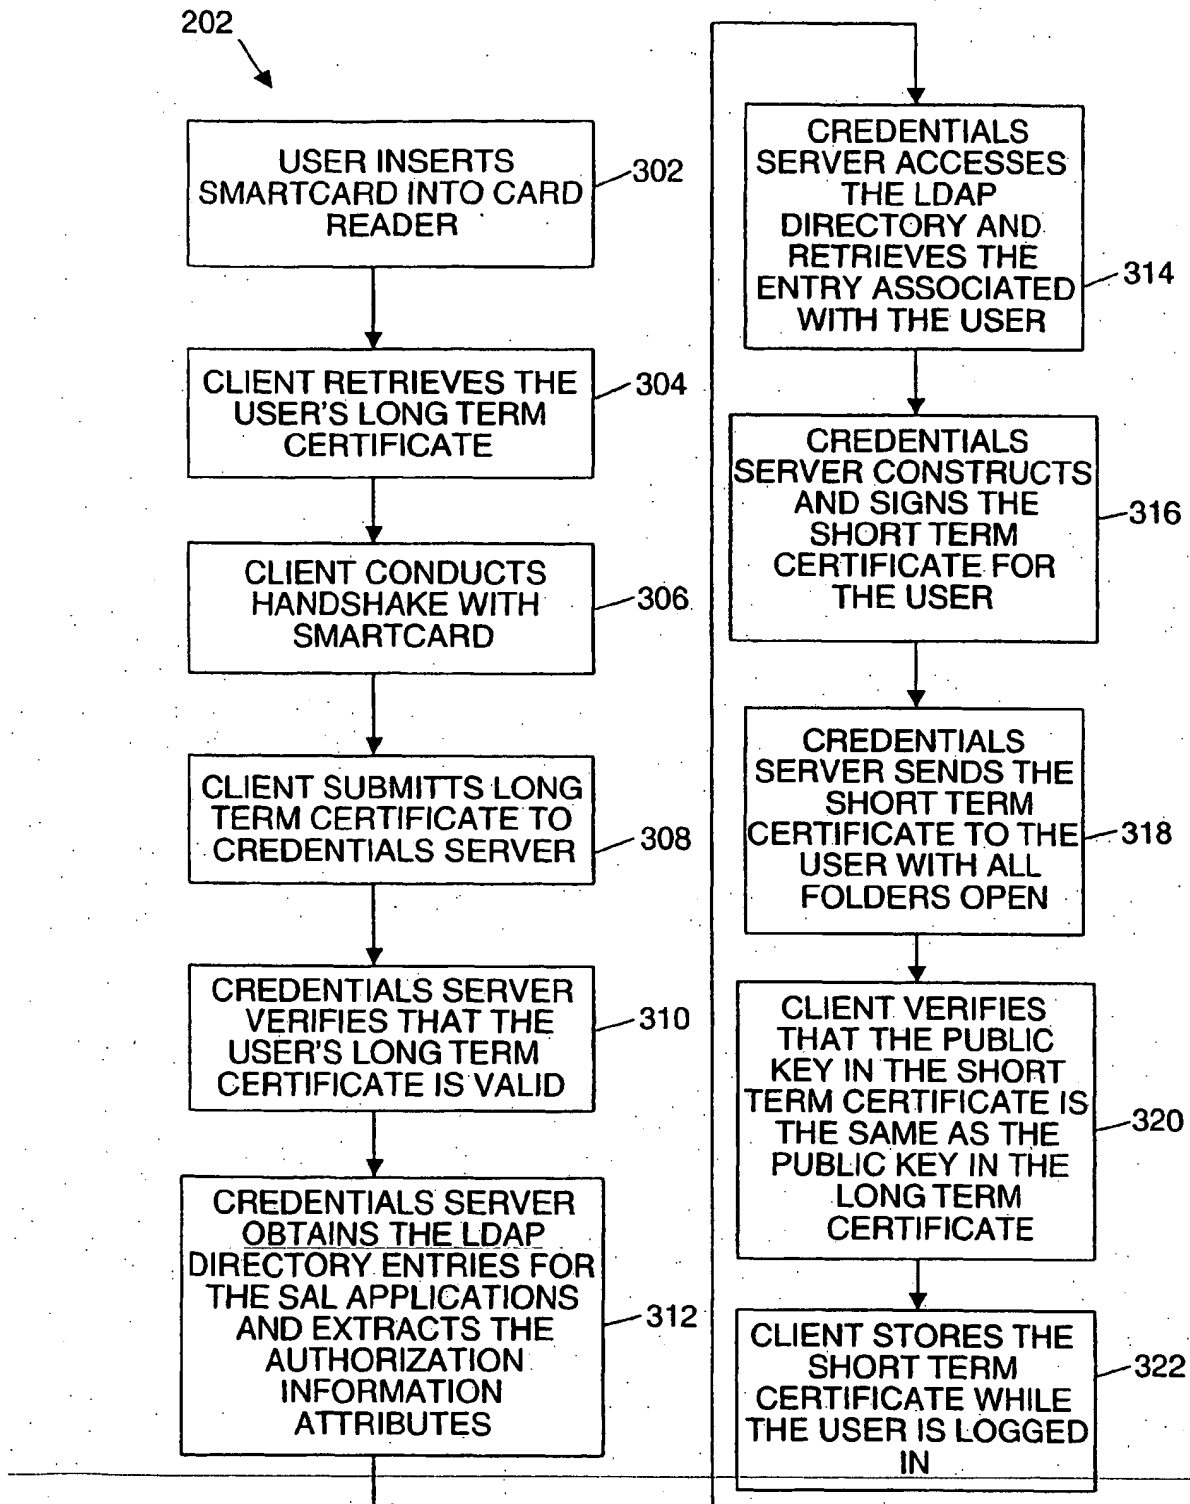 202
USER INSERTS
SMARTCARD INTO CARD
READER
302
CLIENT RETRIEVES THE
USER'S LONG TERM
CERTIFICATE
304
CLIENT CONDUCTS
HANDSHAKE WITH
SMARTCARD
306
CLIENT SUBMITTS LONG
TERM CERTIFICATE TO
CREDENTIALS SERVER
308
CREDENTIALS SERVER
VERIFIES THAT THE
USER'S LONG TERM
CERTIFICATE IS VALID
310
CREDENTIALS SERVER
OBTAINS THE LDAP
DIRECTORY ENTRIES FOR
THE SAL APPLICATIONS
AND EXTRACTS THE
AUTHORIZATION
INFORMATION
ATTRIBUTES
312
CREDENTIALS
SERVER ACCESSES
THE LDAP
DIRECTORY AND
RETRIEVES THE
ENTRY ASSOCIATED
WITH THE USER
314
CREDENTIALS
SERVER CONSTRUCTS
AND SIGNS THE
SHORT TERM
CERTIFICATE FOR
THE USER
316
CREDENTIALS
SERVER SENDS THE
SHORT TERM
CERTIFICATE TO THE
USER WITH ALL
FOLDERS OPEN
318
CLIENT VERIFIES
THAT THE PUBLIC
KEY IN THE SHORT
TERM CERTIFICATE IS
THE SAME AS THE
PUBLIC KEY IN THE
LONG TERM
CERTIFICATE
320
CLIENT STORES THE
SHORT TERM
CERTIFICATE WHILE
THE USER IS LOGGED
IN
322